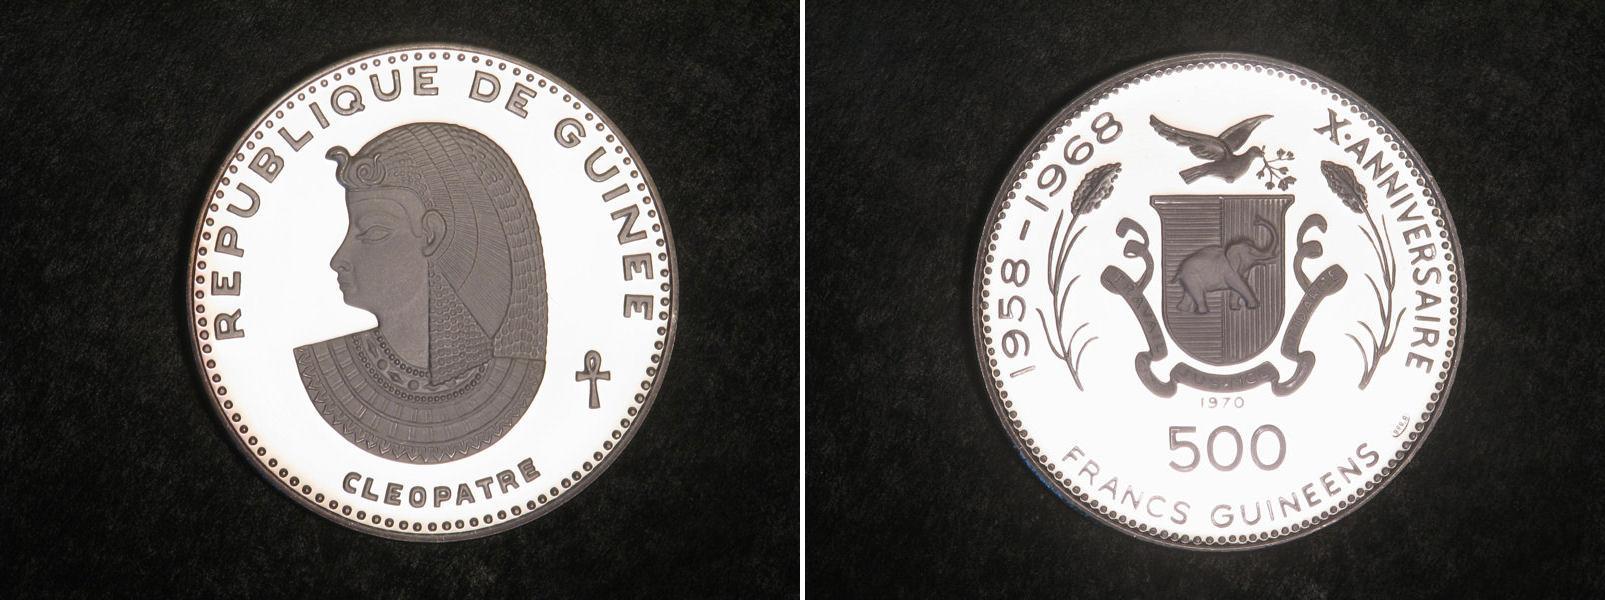 REPUBLIQUE DE GUINEE
CLEOPATRE
1958-1968
X·ANNIVERSAIRE
1970
500
FRANCS GUINEENS